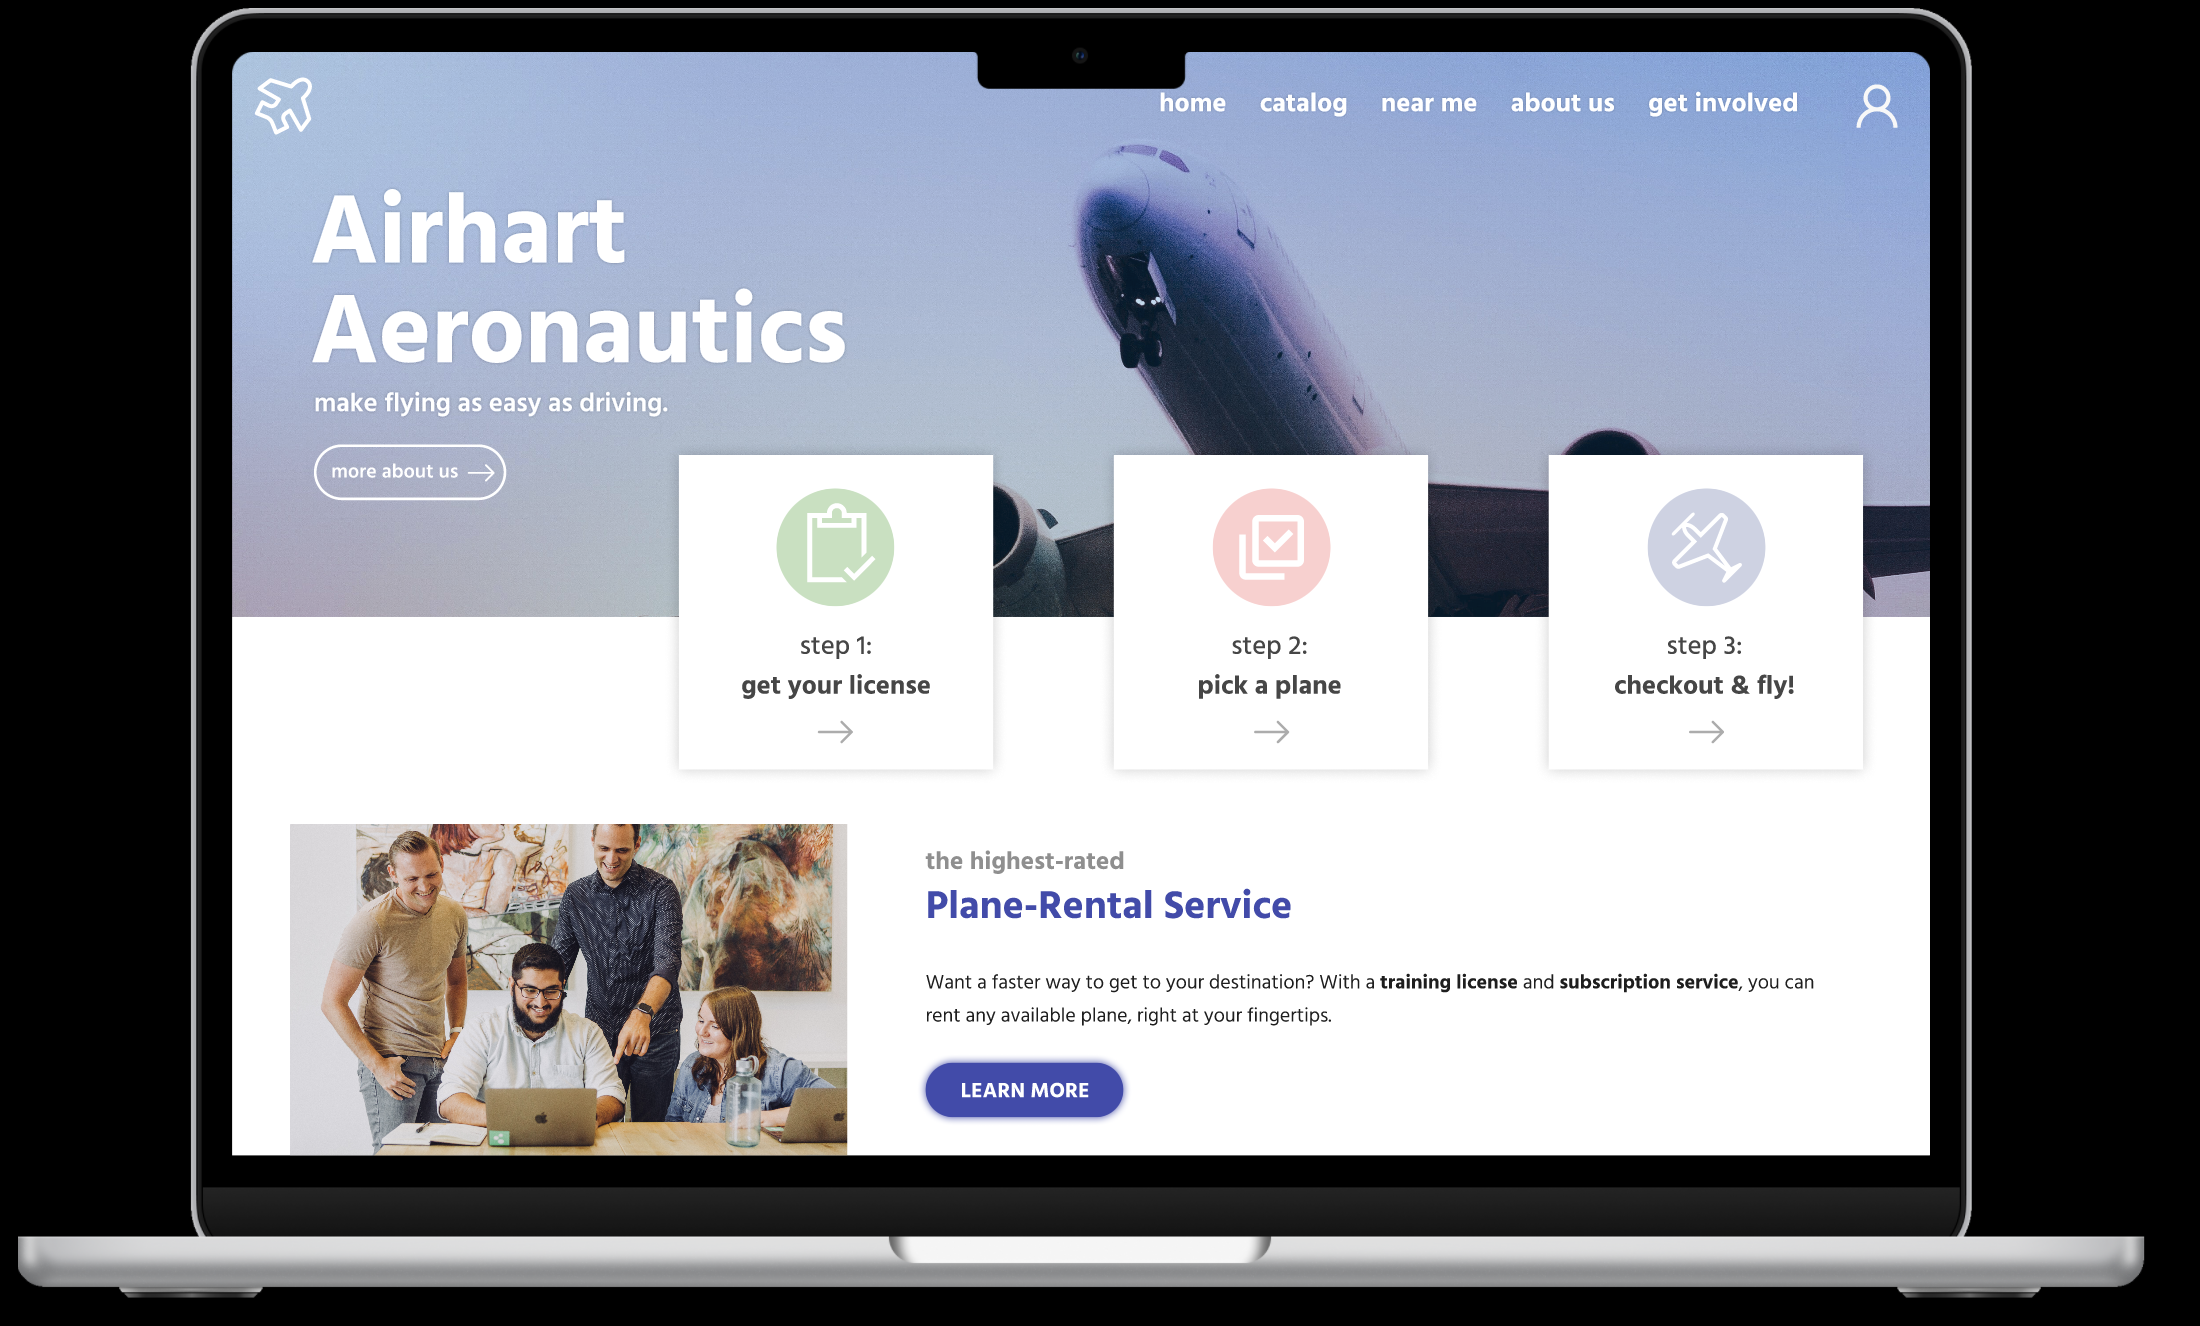 home catalog near me about us get involved
Airhart
Aeronautics
make flying as easy as driving.
more about us
step 1:
get your license
step 2:
pick a plane
step 3:
checkout & fly!
the highest-rated
Plane-Rental Service
Want a faster way to get to your destination? With a training license and subscription service, you can
rent any available plane, right at your fingertips.
LEARN MORE